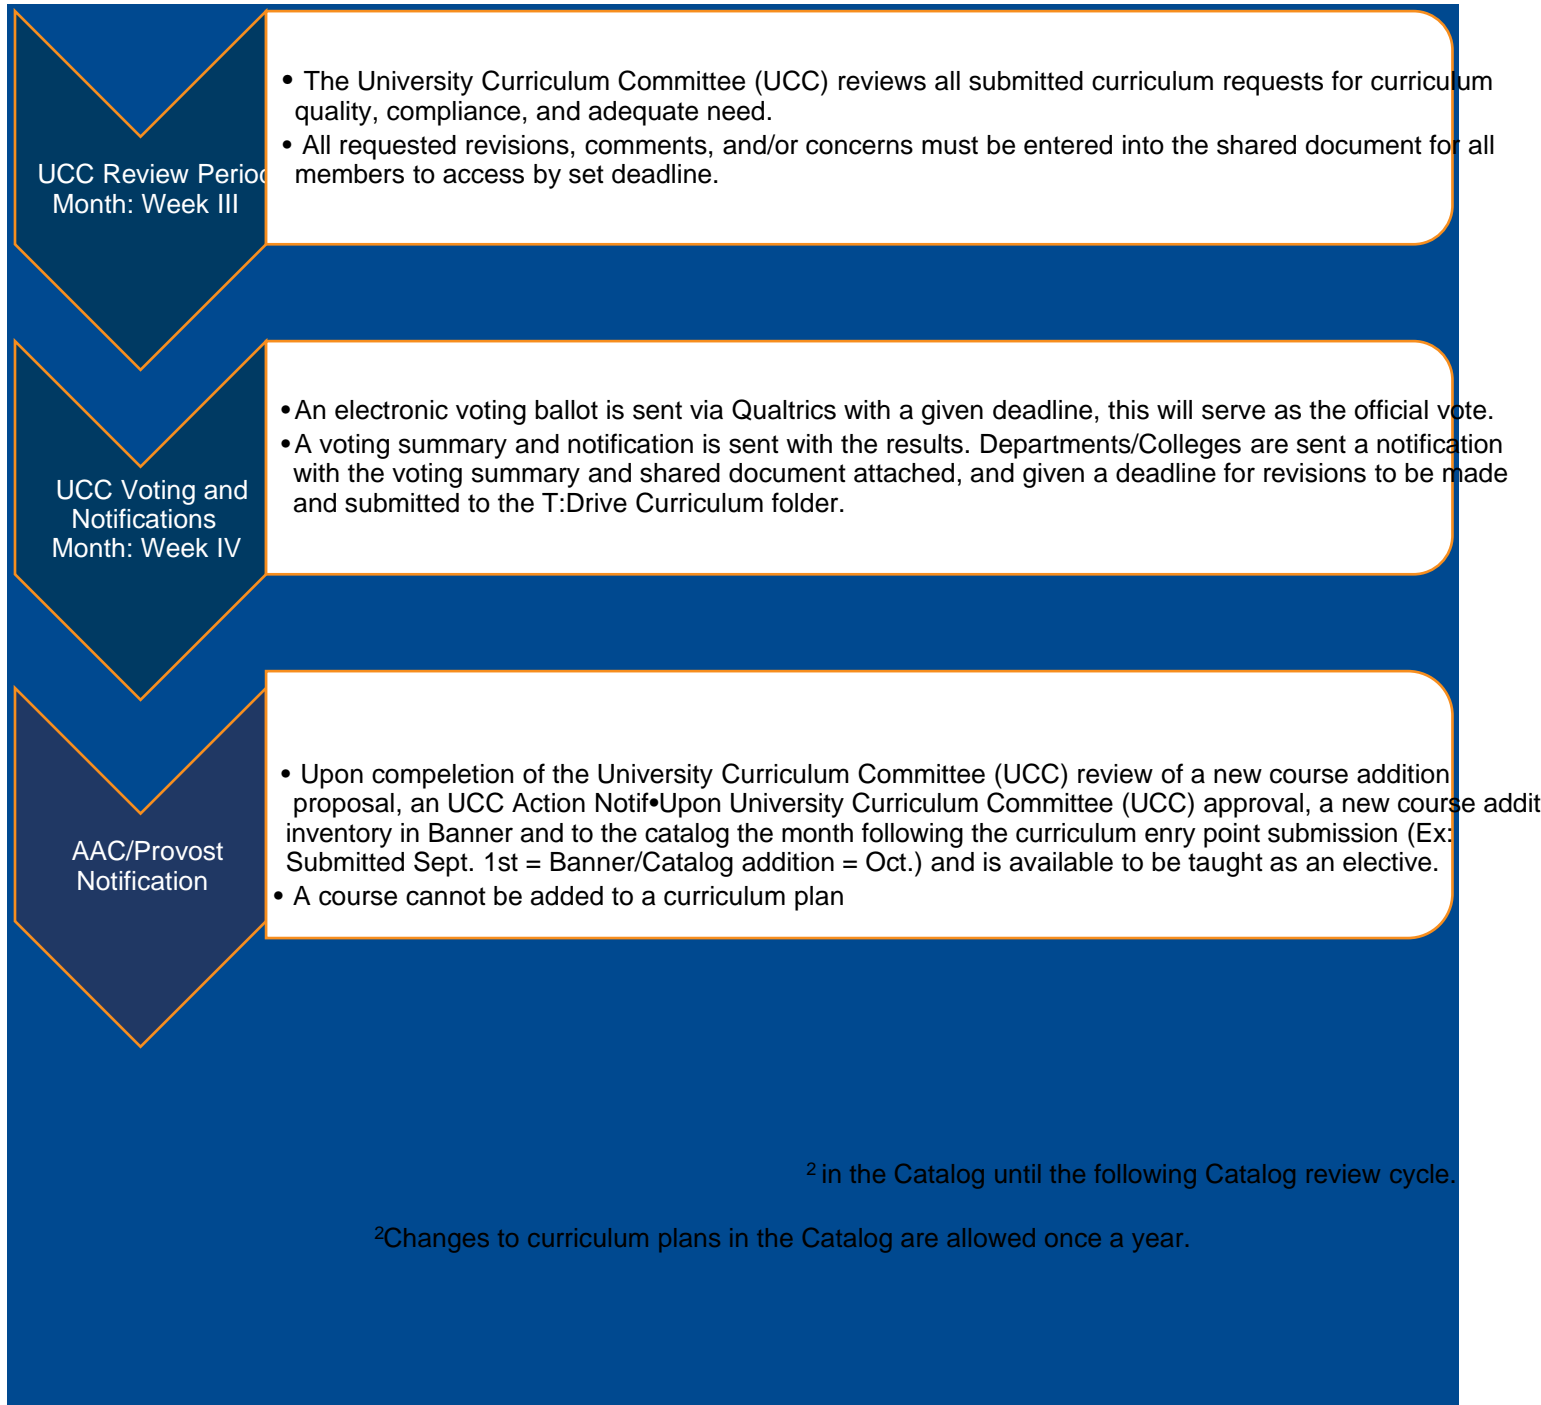 UCC Review Period
Month: Week III
• The University Curriculum Committee (UCC) reviews all submitted curriculum requests for curriculum
quality, compliance, and adequate need.
• All requested revisions, comments, and/or concerns must be entered into the shared document for all
members to access by set deadline.
UCC Voting and
Notifications
Month: Week IV
•An electronic voting ballot is sent via Qualtrics with a given deadline, this will serve as the official vote.
•A voting summary and notification is sent with the results. Departments/Colleges are sent a notification
with the voting summary and shared document attached, and given a deadline for revisions to be made
and submitted to the T:Drive Curriculum folder.
AAC/Provost
Notification
• Upon compeletion of the University Curriculum Committee (UCC) review of a new course addition
proposal, an UCC Action Notif•Upon University Curriculum Committee (UCC) approval, a new course addit
inventory in Banner and to the catalog the month following the curriculum enry point submission (Ex:
Submitted Sept. 1st = Banner/Catalog addition = Oct.) and is available to be taught as an elective.
• A course cannot be added to a curriculum plan
2 in the Catalog until the following Catalog review cycle.
2Changes to curriculum plans in the Catalog are allowed once a year.